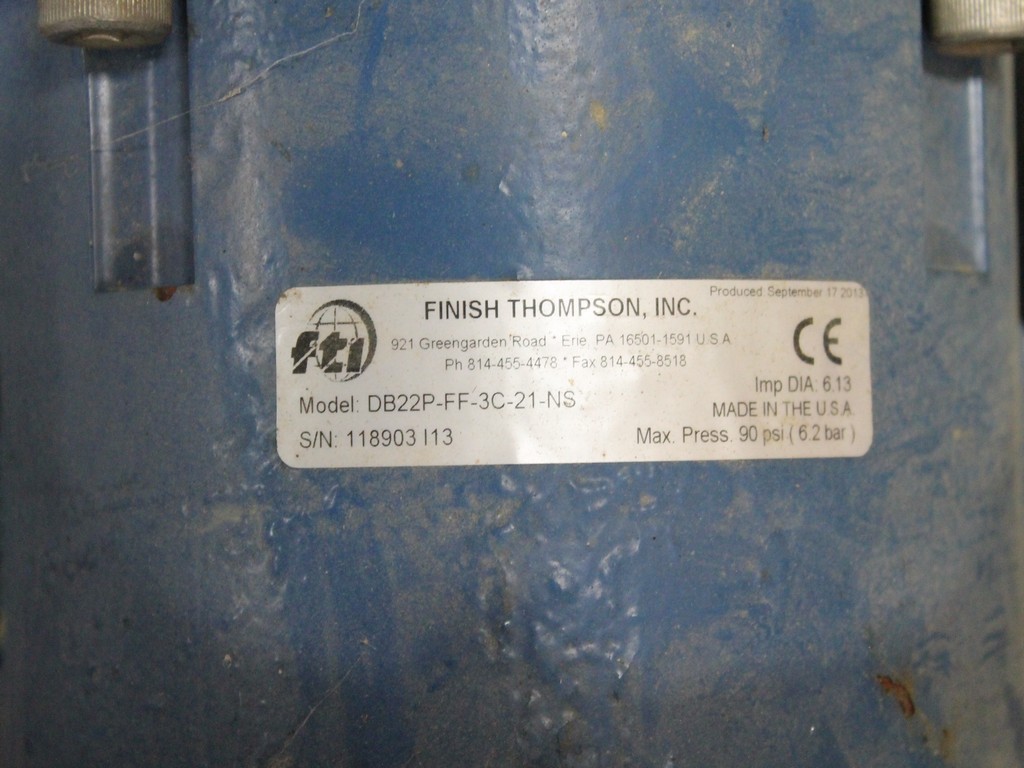 Produced September 17 2013
FINISH THOMPSON, INC.
fti
921 Greengarden Road * Erie, PA 16501-1591 U S A
Ph 814-455-4478 * Fax 814-455-8518
CE
Imp DIA: 6.13
Model: DB22P-FF-3C-21-NS
MADE IN THE U.S.A.
S/N: 118903 I13
Max. Press. 90 psi ( 6.2 bar )